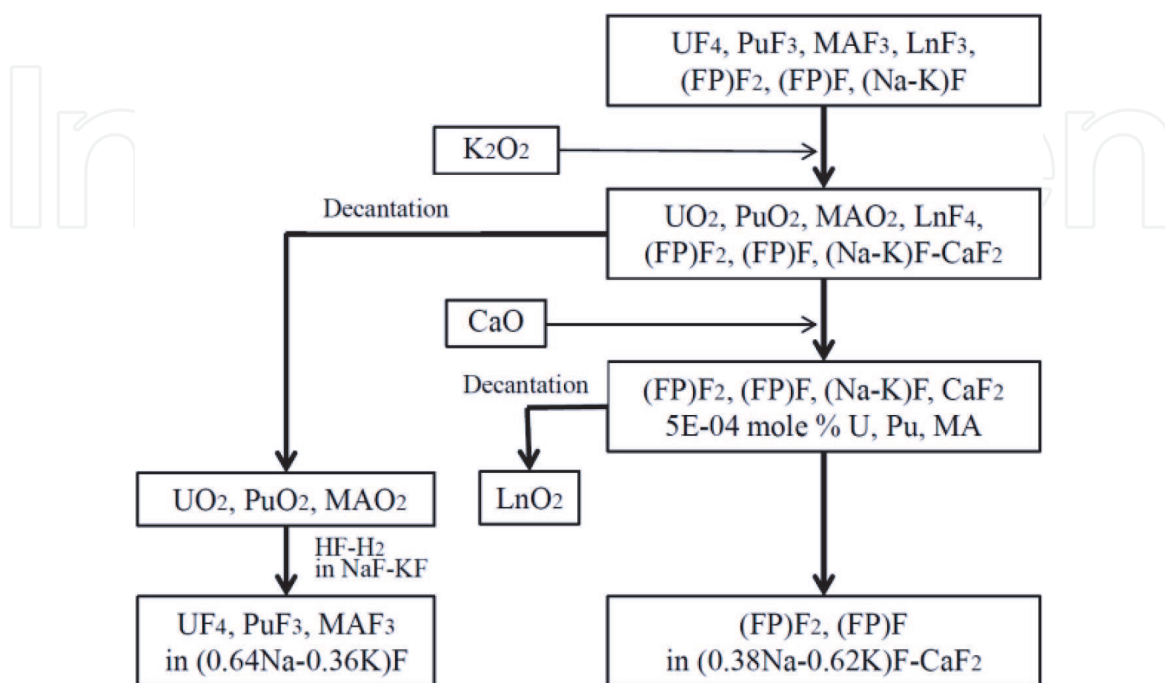 UF₄, PuF₃, MAF₃, LnF₃,
(FP)F₂, (FP)F, (Na-K)F
K₂O₂
Decantation
UO₂, PuO₂, MAO₂, LnF₄,
(FP)F₂, (FP)F, (Na-K)F-CaF₂
CaO
Decantation
(FP)F₂, (FP)F, (Na-K)F, CaF₂
5E-04 mole % U, Pu, MA
UO₂, PuO₂, MAO₂
LnO₂
HF-H₂
in NaF-KF
UF₄, PuF₃, MAF₃
in (0.64Na-0.36K)F
(FP)F₂, (FP)F
in (0.38Na-0.62K)F-CaF₂